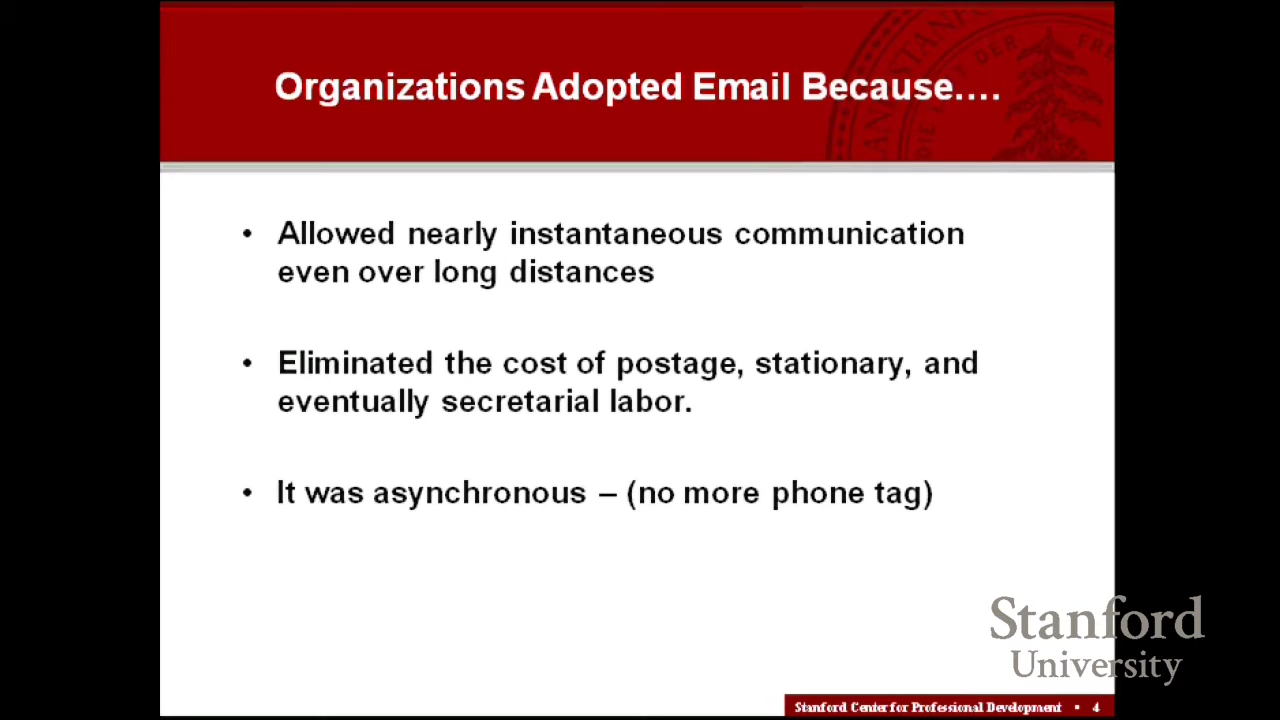 Organizations Adopted Email Because....
• Allowed nearly instantaneous communication
even over long distances
• Eliminated the cost of postage, stationary, and
eventually secretarial labor.
• It was asynchronous – (no more phone tag)
Stanford
University
Stanford Center for Professional Development • 4